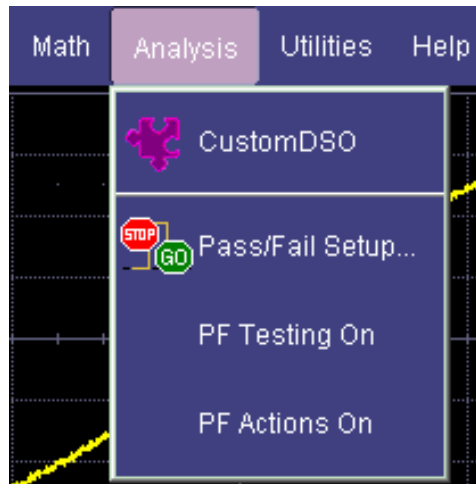 Math Analysis Utilities Help
CustomDSO
STOP
GO
Pass/Fail Setup...
PF Testing On
PF Actions On